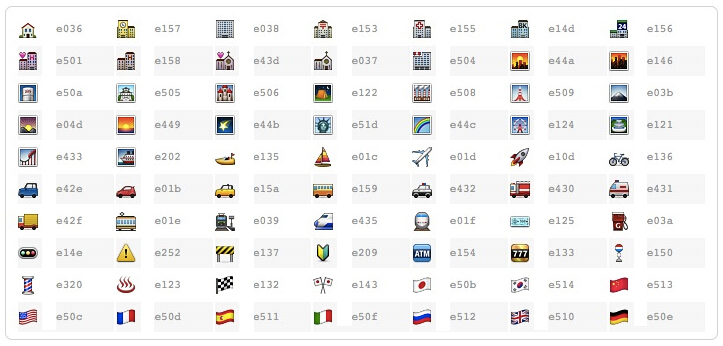 e036 e157 e038 e153 e155 e14d e156
e501 e158 e43d e037 e504 e44a e146
e50a e505 e506 e122 e508 e509 e03b
e04d e449 e44b e51d e44c e124 e121
e433 e202 e135 e01c e01d e10d e136
e42e e01b e15a e159 e432 e430 e431
e42f e01e e039 e435 e01f e125 e03a
e14e e252 e137 e209 ATM e154 777 e133 e150
e320 e123 e132 e143 e50b e514 e513
e50c e50d e511 e50f e512 e510 e50e